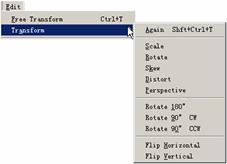 Edit
Free Transform Ctrl+T
Transform
Again Shft+Ctrl+T
Scale
Rotate
Skew
Distort
Perspective
Rotate 180°
Rotate 90° CW
Rotate 90° CCW
Flip Horizontal
Flip Vertical